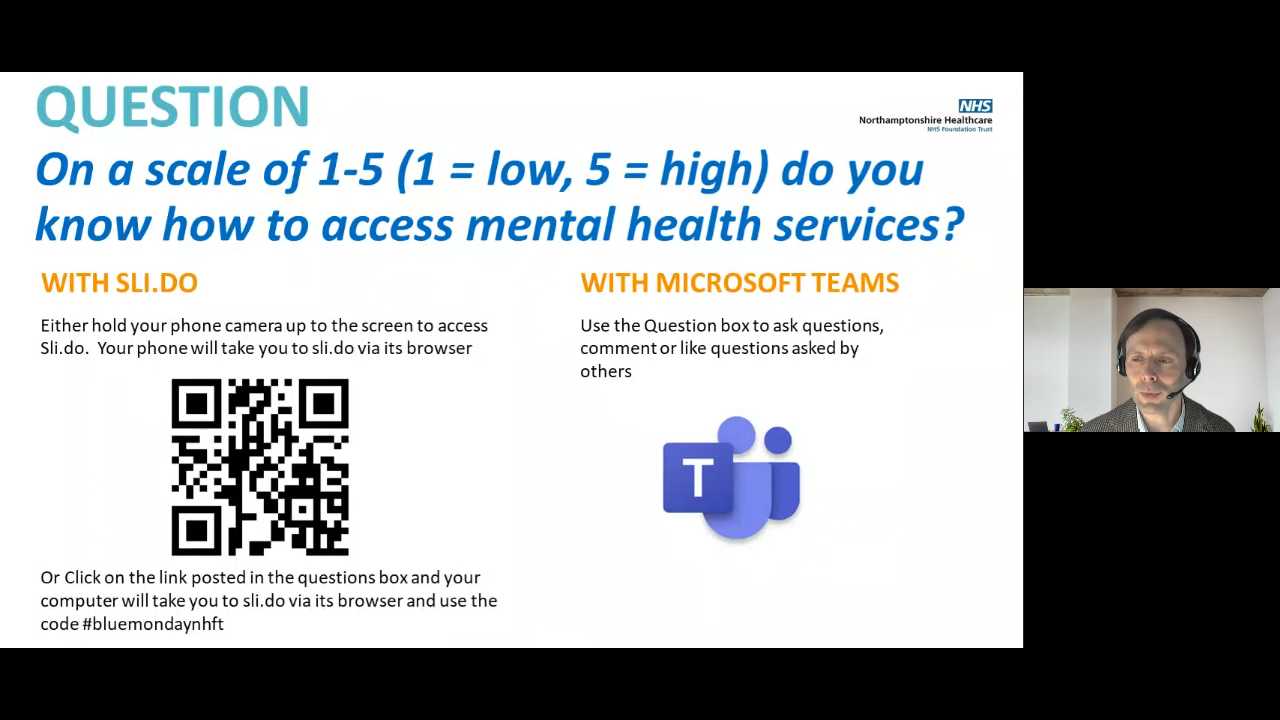 QUESTION
NHS
Northamptonshire Healthcare
NHS Foundation Trust
On a scale of 1-5 (1 = low, 5 = high) do you
know how to access mental health services?
WITH SLI.DO
Either hold your phone camera up to the screen to access
Sli.do. Your phone will take you to sli.do via its browser
Or Click on the link posted in the questions box and your
computer will take you to sli.do via its browser and use the
code #bluemondaynhft
WITH MICROSOFT TEAMS
Use the Question box to ask questions,
comment or like questions asked by
others
T